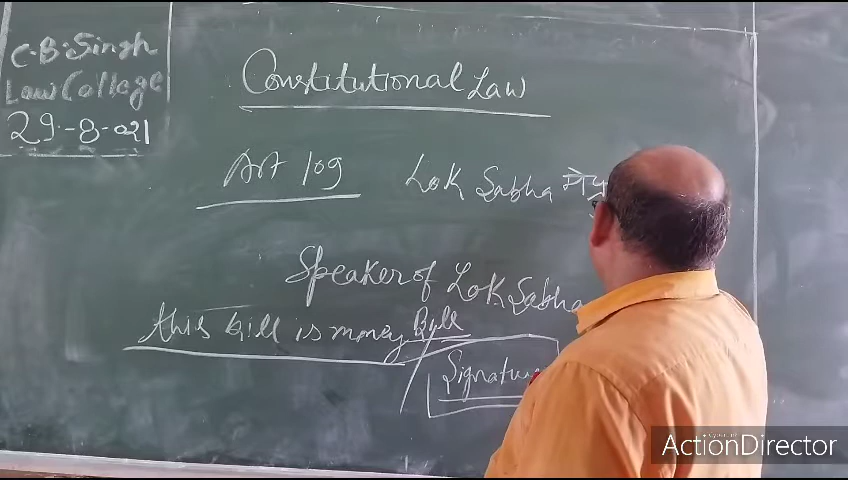 C.B.Singh
Law College
29-8-021
Constitutional Law
Art 109 Lok Sabha में
Speaker of Lok Sabha
this bill is money Bill
Signature
ActionDirector